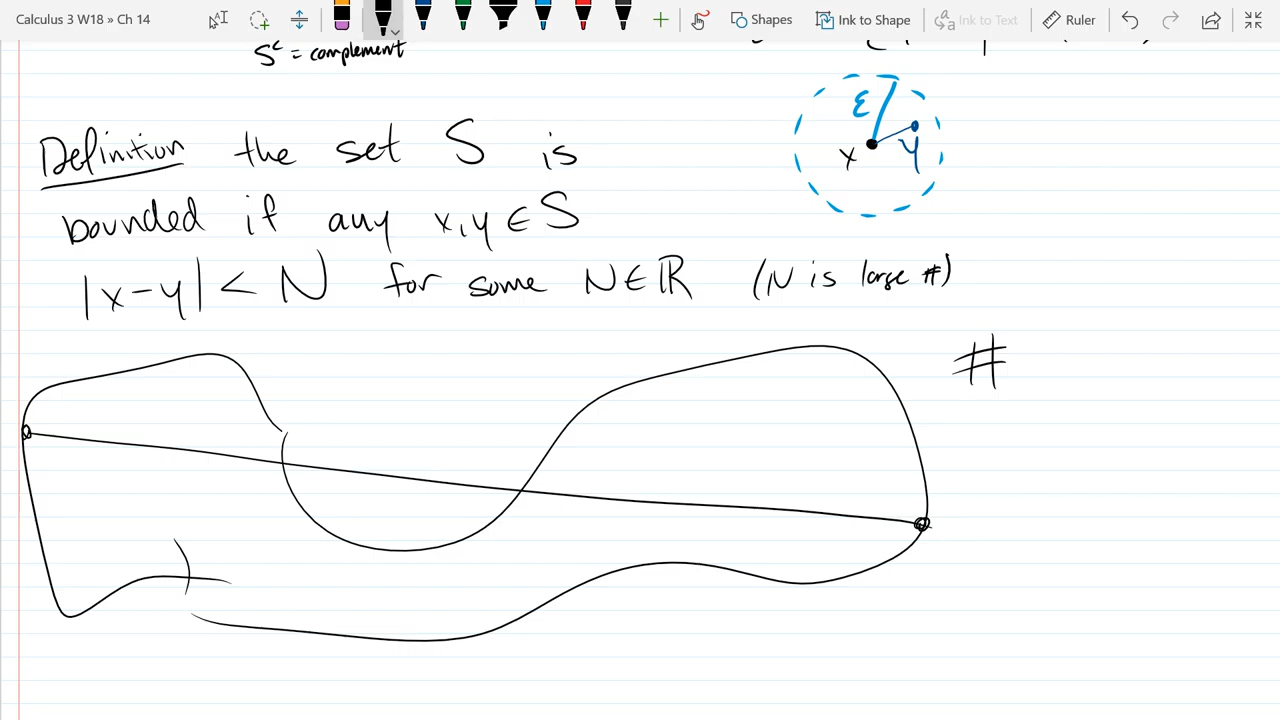 Calculus 3 W18 » Ch 14
Shapes
Ink to Shape
Ink to Text
Ruler
Sᶜ = complement
Definition the set S is
bounded if any x,y ∈ S
|x-y| < N for some N∈ℝ (N is large #)
ε
x y
#